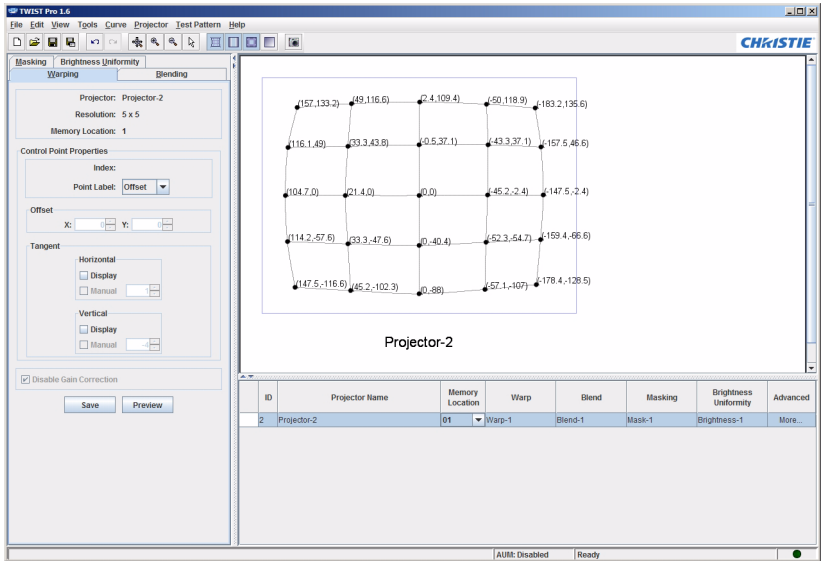 TWIST Pro 1.6
File Edit View Tools Curve Projector Test Pattern Help
CHRISTIE
Masking Brightness Uniformity
Warping Blending
Projector: Projector-2
Resolution: 5 x 5
Memory Location: 1
Control Point Properties
Index:
Point Label: Offset
Offset
X: 0 Y: 0
Tangent
Horizontal
Display
Manual 1
Vertical
Display
Manual -4
Disable Gain Correction
Save Preview
(157,133.2) (49,116.6) (2.4,109.4) (-50,118.9) (-183.2,135.6)
(116.1,49) (33.3,43.8) (-0.5,37.1) (-43.3,37.1) (-157.5,46.6)
(104.7,0) (21.4,0) (0,0) (-45.2,-2.4) (-147.5,-2.4)
(114.2,-57.6) (33.3,-47.6) (0,-40.4) (-52.3,-54.7) (-159.4,-66.6)
(147.5,-116.6) (45.2,-102.3) (0,-88) (-57.1,-107) (-178.4,-128.5)
Projector-2
ID Projector Name Memory Location Warp Blend Masking Brightness Uniformity Advanced
2 Projector-2 01 Warp-1 Blend-1 Mask-1 Brightness-1 More...
AUM: Disabled Ready